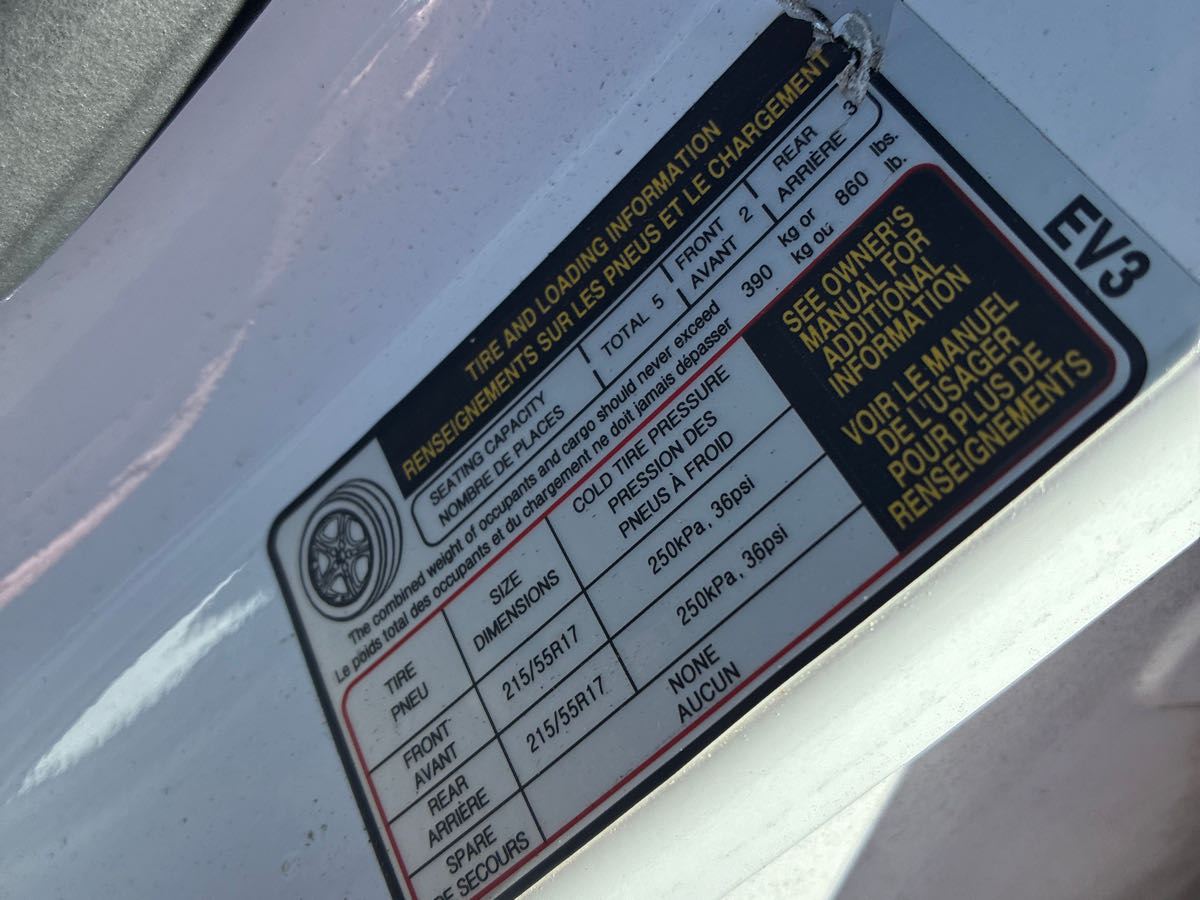 TIRE AND LOADING INFORMATION
RENSEIGNEMENTS SUR LES PNEUS ET LE CHARGEMENT
SEATING CAPACITY
NOMBRE DE PLACES
TOTAL 5
FRONT
AVANT
2
REAR
ARRIÈRE
3
The combined weight of occupants and cargo should never exceed 390 kg or 860 lbs.
Le poids total des occupants et du chargement ne doit jamais dépasser kg ou lb.
TIRE
PNEU
SIZE
DIMENSIONS
COLD TIRE PRESSURE
PRESSION DES
PNEUS À FROID
FRONT
AVANT
215/55R17
250kPa, 36psi
REAR
ARRIÈRE
215/55R17
250kPa, 36psi
SPARE
DE SECOURS
NONE
AUCUN
SEE OWNER'S
MANUAL FOR
ADDITIONAL
INFORMATION
VOIR LE MANUEL
DE L'USAGER
POUR PLUS DE
RENSEIGNEMENTS
EV3